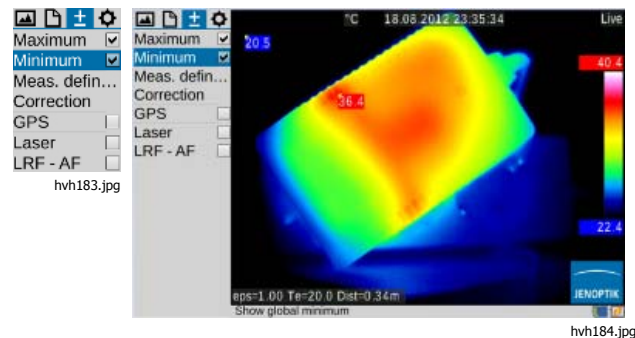 Maximum
Minimum
Meas. defin...
Correction
GPS
Laser
LRF - AF
hvh183.jpg
Maximum
Minimum
Meas. defin...
Correction
GPS
Laser
LRF - AF
°C 18.08.2012 23:35:34 Live
20.5
40.4
36.4
22.4
JENOPTIK
eps=1.00 Te=20.0 Dist=0.34m
Show global minimum
hvh184.jpg